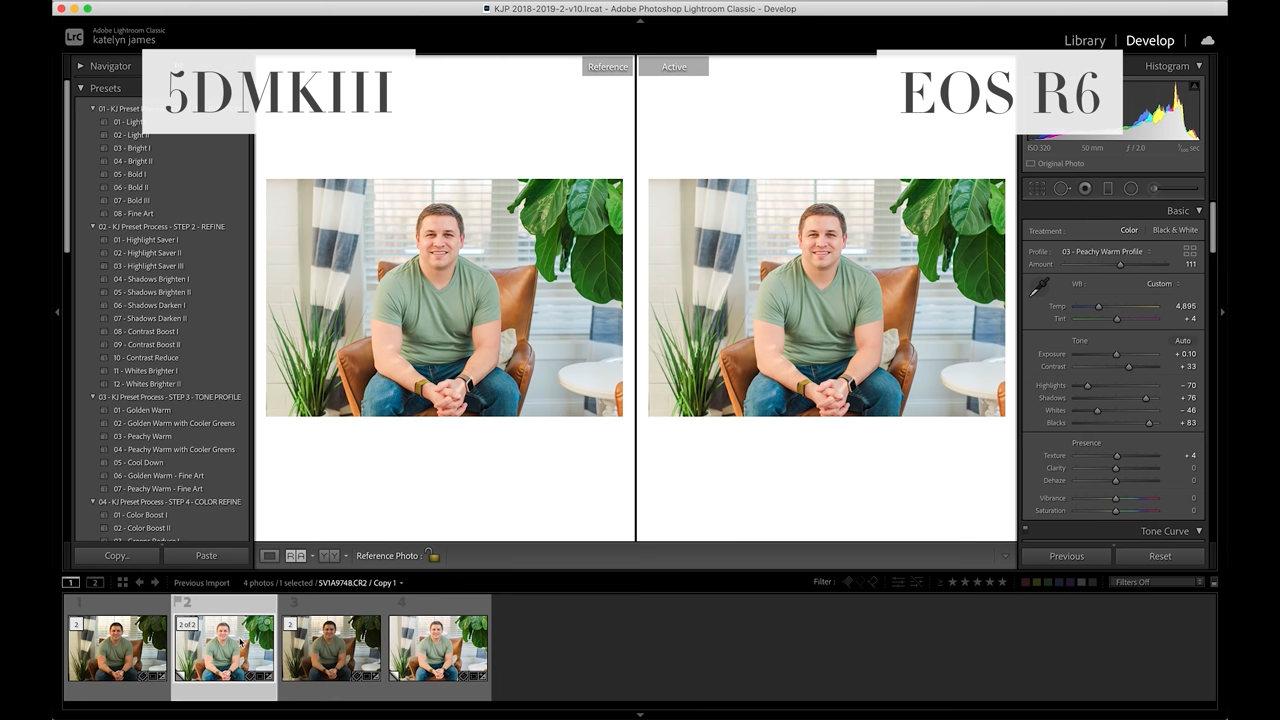 KJP 2018-2019-2-v10.lrcat - Adobe Photoshop Lightroom Classic - Develop
LrC
Adobe Lightroom Classic
katelyn james
Library
Develop
5DMKIII
EOS R6
Reference
Active
Navigator
Presets
01 - KJ Preset
01 - Light
02 - Light II
03 - Bright I
04 - Bright II
05 - Bold I
06 - Bold II
07 - Bold III
08 - Fine Art
02 - KJ Preset Process - STEP 2 - REFINE
01 - Highlight Saver I
02 - Highlight Saver II
03 - Highlight Saver III
04 - Shadows Brighten I
05 - Shadows Brighten II
06 - Shadows Darken I
07 - Shadows Darken II
08 - Contrast Boost I
09 - Contrast Boost II
10 - Contrast Reduce
11 - Whites Brighter I
12 - Whites Brighter II
03 - KJ Preset Process - STEP 3 - TONE PROFILE
01 - Golden Warm
02 - Golden Warm with Cooler Greens
03 - Peachy Warm
04 - Peachy Warm with Cooler Greens
05 - Cool Down
06 - Golden Warm - Fine Art
07 - Peachy Warm - Fine Art
04 - KJ Preset Process - STEP 4 - COLOR REFINE
01 - Color Boost I
02 - Color Boost II
Copy...
Paste
Histogram
ISO 320 50 mm ƒ / 2.0 sec
Original Photo
Basic
Treatment : Color Black & White
Profile : 03 - Peachy Warm Profile
Amount 111
WB : Custom
Temp 4,895
Tint + 4
Tone Auto
Exposure + 0.10
Contrast + 33
Highlights − 70
Shadows + 76
Whites − 46
Blacks + 83
Presence
Texture + 4
Clarity 0
Dehaze 0
Vibrance 0
Saturation 0
Tone Curve
Previous
Reset
R A
Y Y
Reference Photo :
1
2
Previous Import
4 photos / 1 selected / 5V1A9748.CR2 / Copy 1
Filter :
Filters Off
1
2
3
4
2
2 of 2
2